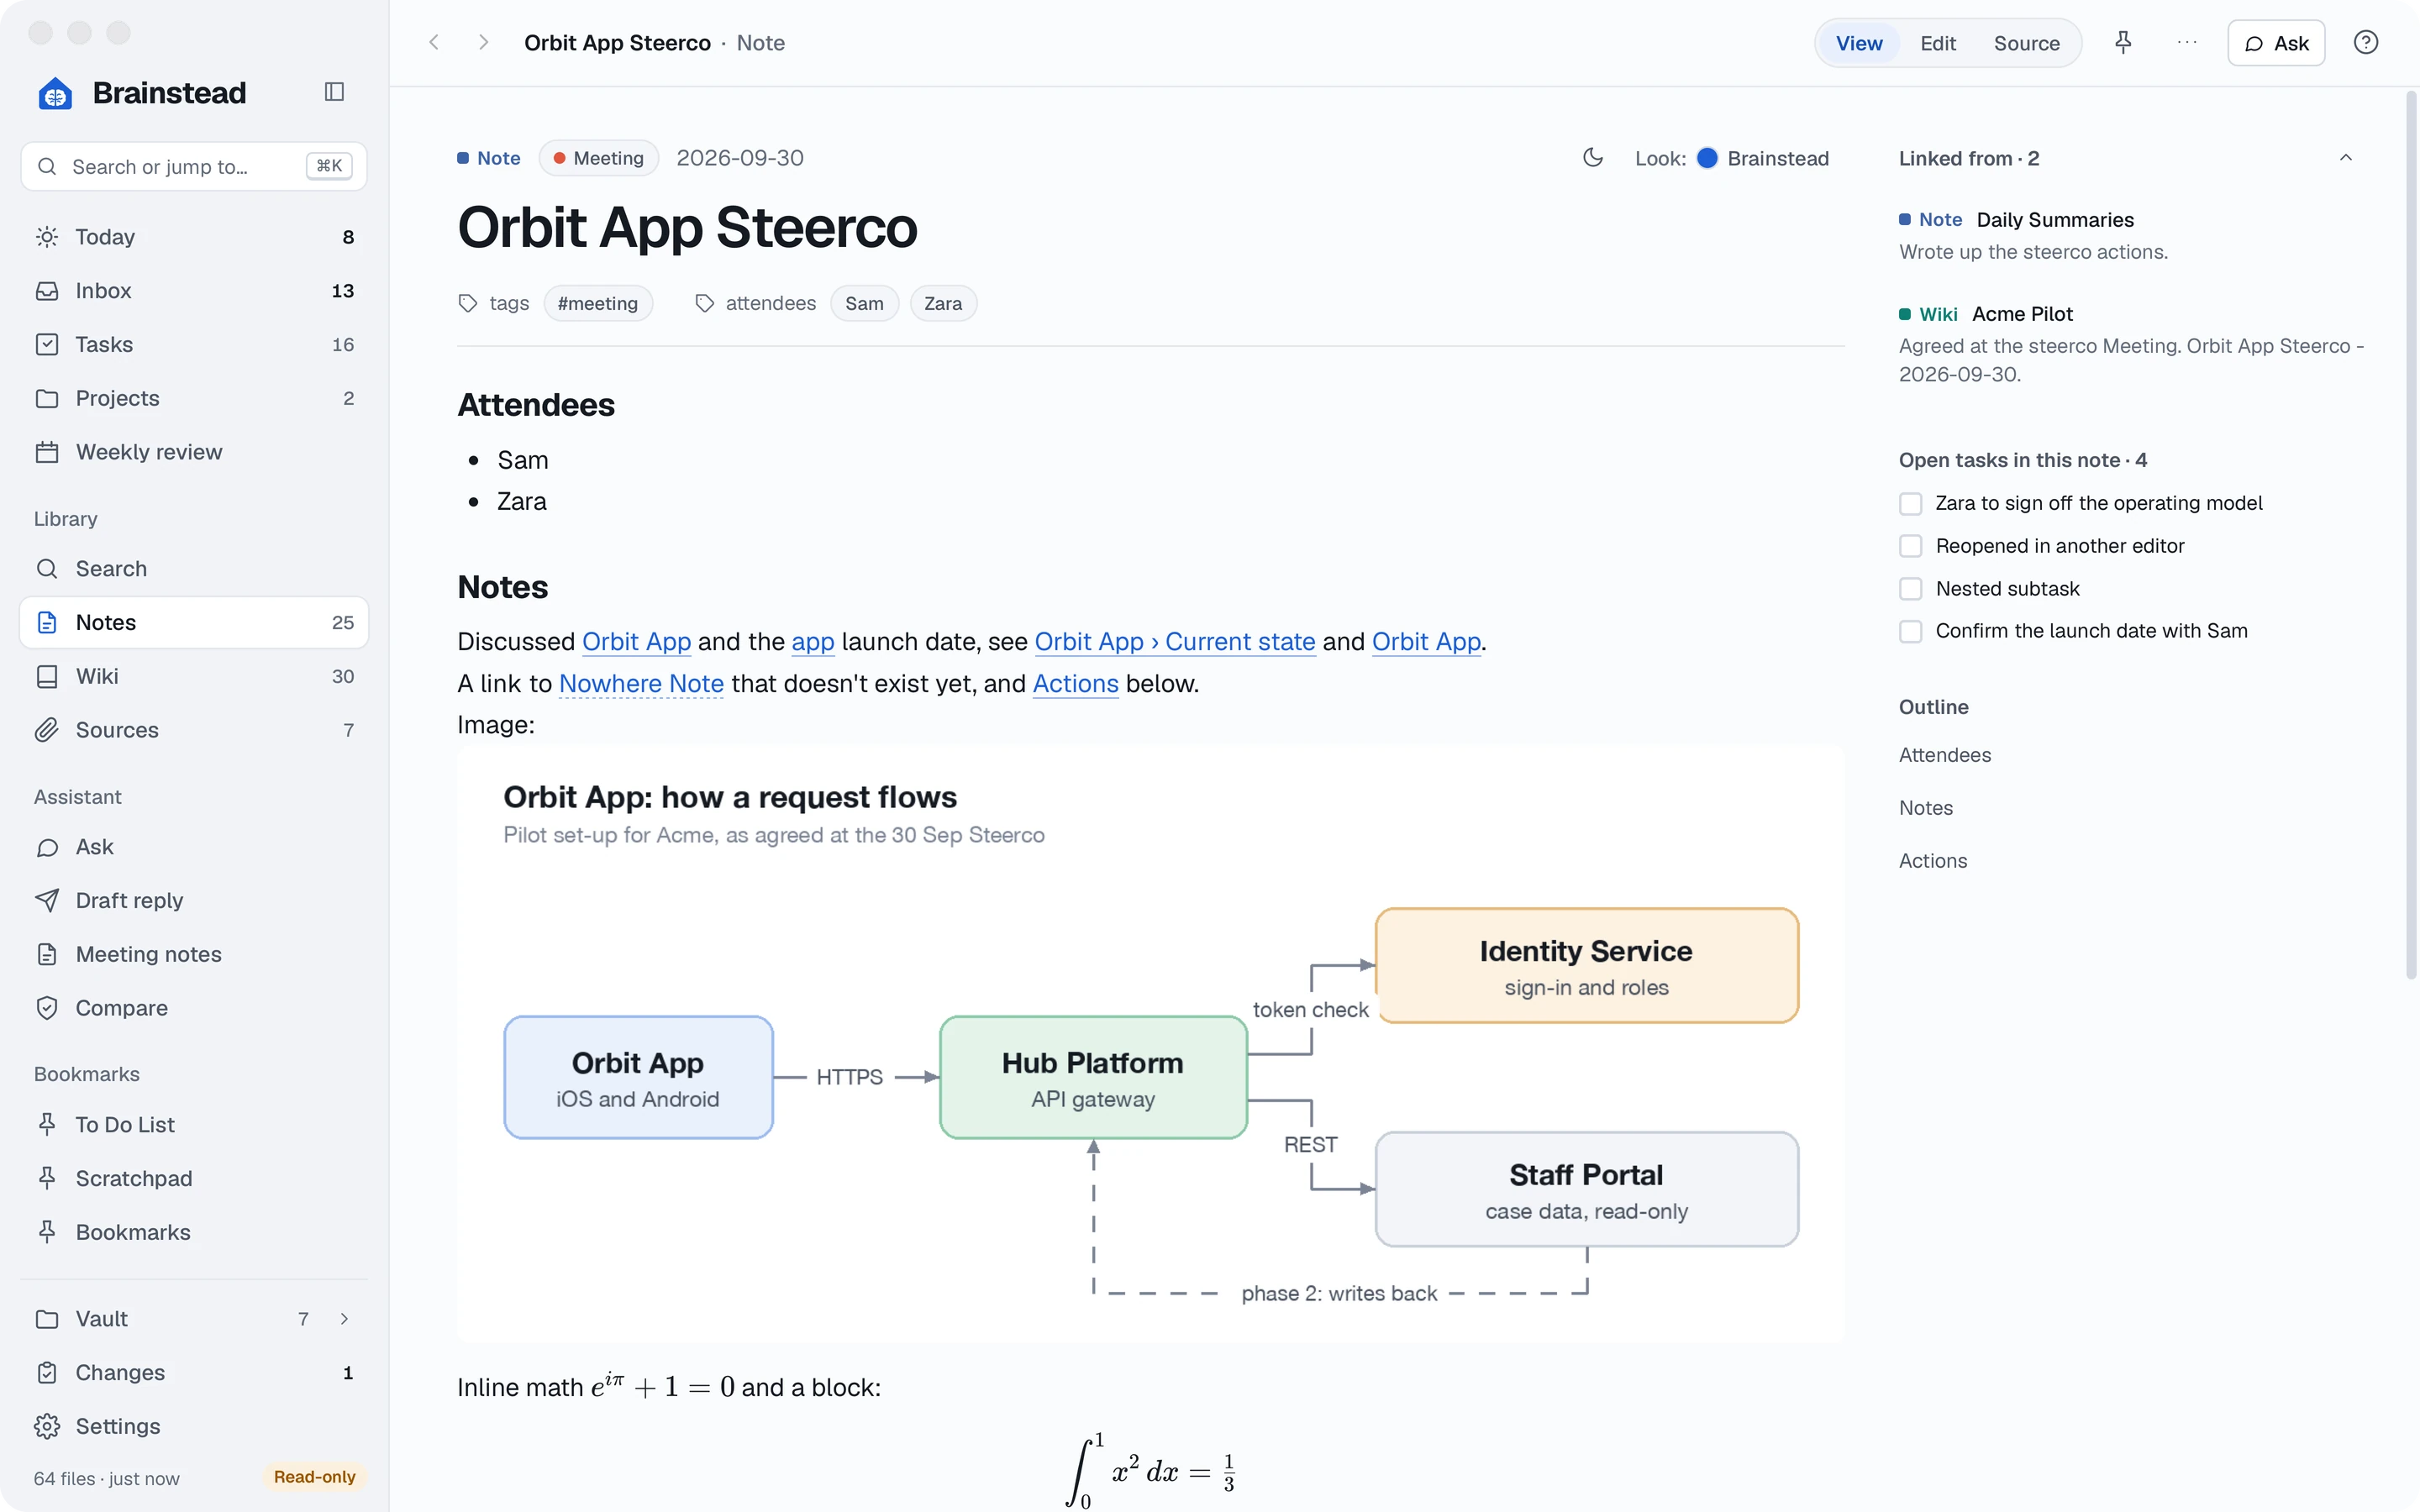 Brainstead
Search or jump to... ⌘K
Today 8
Inbox 13
Tasks 16
Projects 2
Weekly review
Library
Search
Notes 25
Wiki 30
Sources 7
Assistant
Ask
Draft reply
Meeting notes
Compare
Bookmarks
To Do List
Scratchpad
Bookmarks
Vault 7
Changes 1
Settings
64 files · just now Read-only
Orbit App Steerco · Note
View Edit Source ··· Ask
Note Meeting 2026-09-30 Look: Brainstead
Orbit App Steerco
tags #meeting attendees Sam Zara
Attendees
• Sam
• Zara
Notes
Discussed Orbit App and the app launch date, see Orbit App › Current state and Orbit App.
A link to Nowhere Note that doesn't exist yet, and Actions below.
Image:
Orbit App: how a request flows
Pilot set-up for Acme, as agreed at the 30 Sep Steerco
Orbit App
iOS and Android
HTTPS
Hub Platform
API gateway
token check
Identity Service
sign-in and roles
REST
Staff Portal
case data, read-only
phase 2: writes back
Inline math e^{iπ} + 1 = 0 and a block:
∫_0^1 x^2 dx = 1/3
Linked from · 2
Note Daily Summaries
Wrote up the steerco actions.
Wiki Acme Pilot
Agreed at the steerco Meeting. Orbit App Steerco -
2026-09-30.
Open tasks in this note · 4
Zara to sign off the operating model
Reopened in another editor
Nested subtask
Confirm the launch date with Sam
Outline
Attendees
Notes
Actions